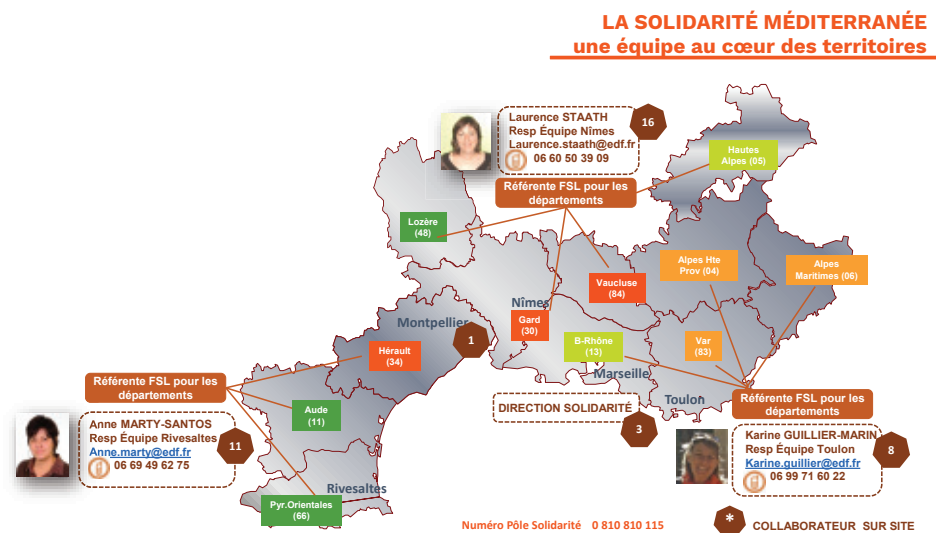 LA SOLIDARITÉ MÉDITERRANÉE
une équipe au cœur des territoires
Laurence STAATH
Resp Équipe Nîmes
Laurence.staath@edf.fr
06 60 50 39 09
16
Référente FSL pour les
départements
Hautes
Alpes (05)
Lozère
(48)
Alpes Hte
Prov (04)
Alpes
Maritimes (06)
Vaucluse
(84)
Nîmes
Gard
(30)
Montpellier
1
Hérault
(34)
B-Rhône
(13)
Var
(83)
Marseille
Toulon
Référente FSL pour les
départements
Aude
(11)
Anne MARTY-SANTOS
Resp Équipe Rivesaltes
Anne.marty@edf.fr
06 69 49 62 75
11
DIRECTION SOLIDARITÉ
3
Référente FSL pour les
départements
Karine GUILLIER-MARIN
Resp Équipe Toulon
Karine.guillier@edf.fr
06 99 71 60 22
8
Rivesaltes
Pyr.Orientales
(66)
Numéro Pôle Solidarité 0 810 810 115
* COLLABORATEUR SUR SITE